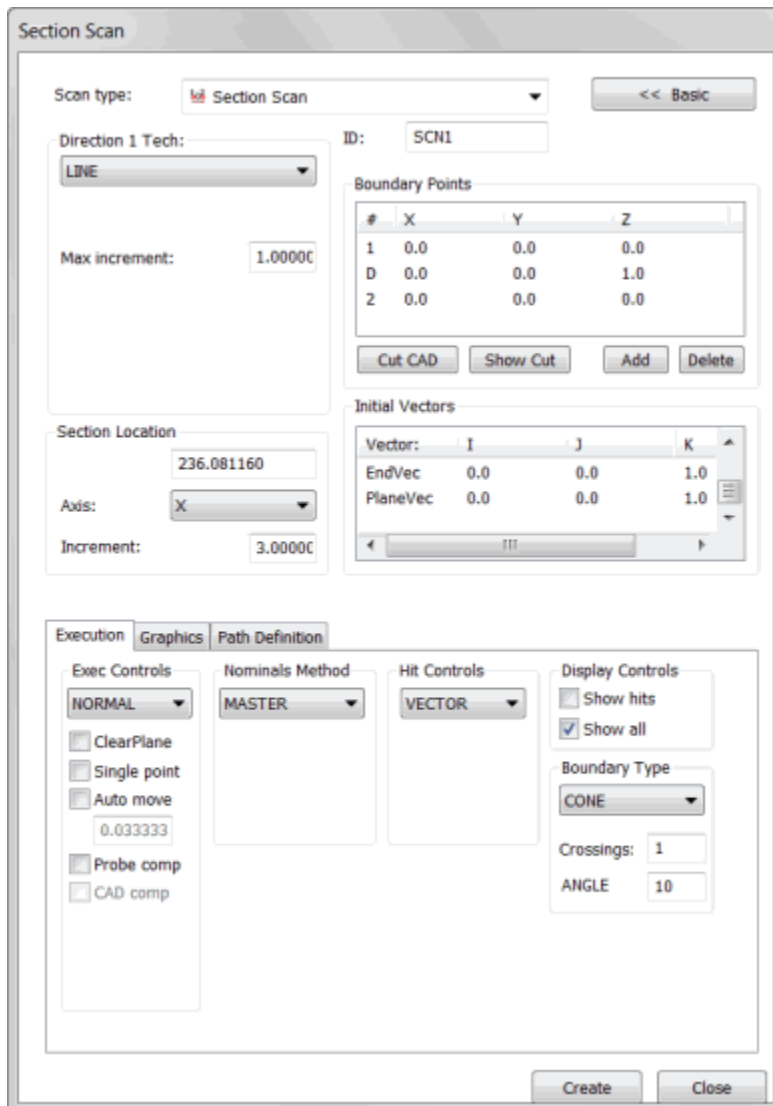 Section Scan
Scan type: Section Scan << Basic
Direction 1 Tech:
LINE
Max increment: 1.00000
ID: SCN1
Boundary Points
# X Y Z
1 0.0 0.0 0.0
D 0.0 0.0 1.0
2 0.0 0.0 0.0
Cut CAD Show Cut Add Delete
Section Location
236.081160
Axis: X
Increment: 3.00000
Initial Vectors
Vector: I J K
EndVec 0.0 0.0 1.0
PlaneVec 0.0 0.0 1.0
Execution Graphics Path Definition
Exec Controls
NORMAL
ClearPlane
Single point
Auto move
0.033333
Probe comp
CAD comp
Nominals Method
MASTER
Hit Controls
VECTOR
Display Controls
Show hits
Show all
Boundary Type
CONE
Crossings: 1
ANGLE 10
Create Close